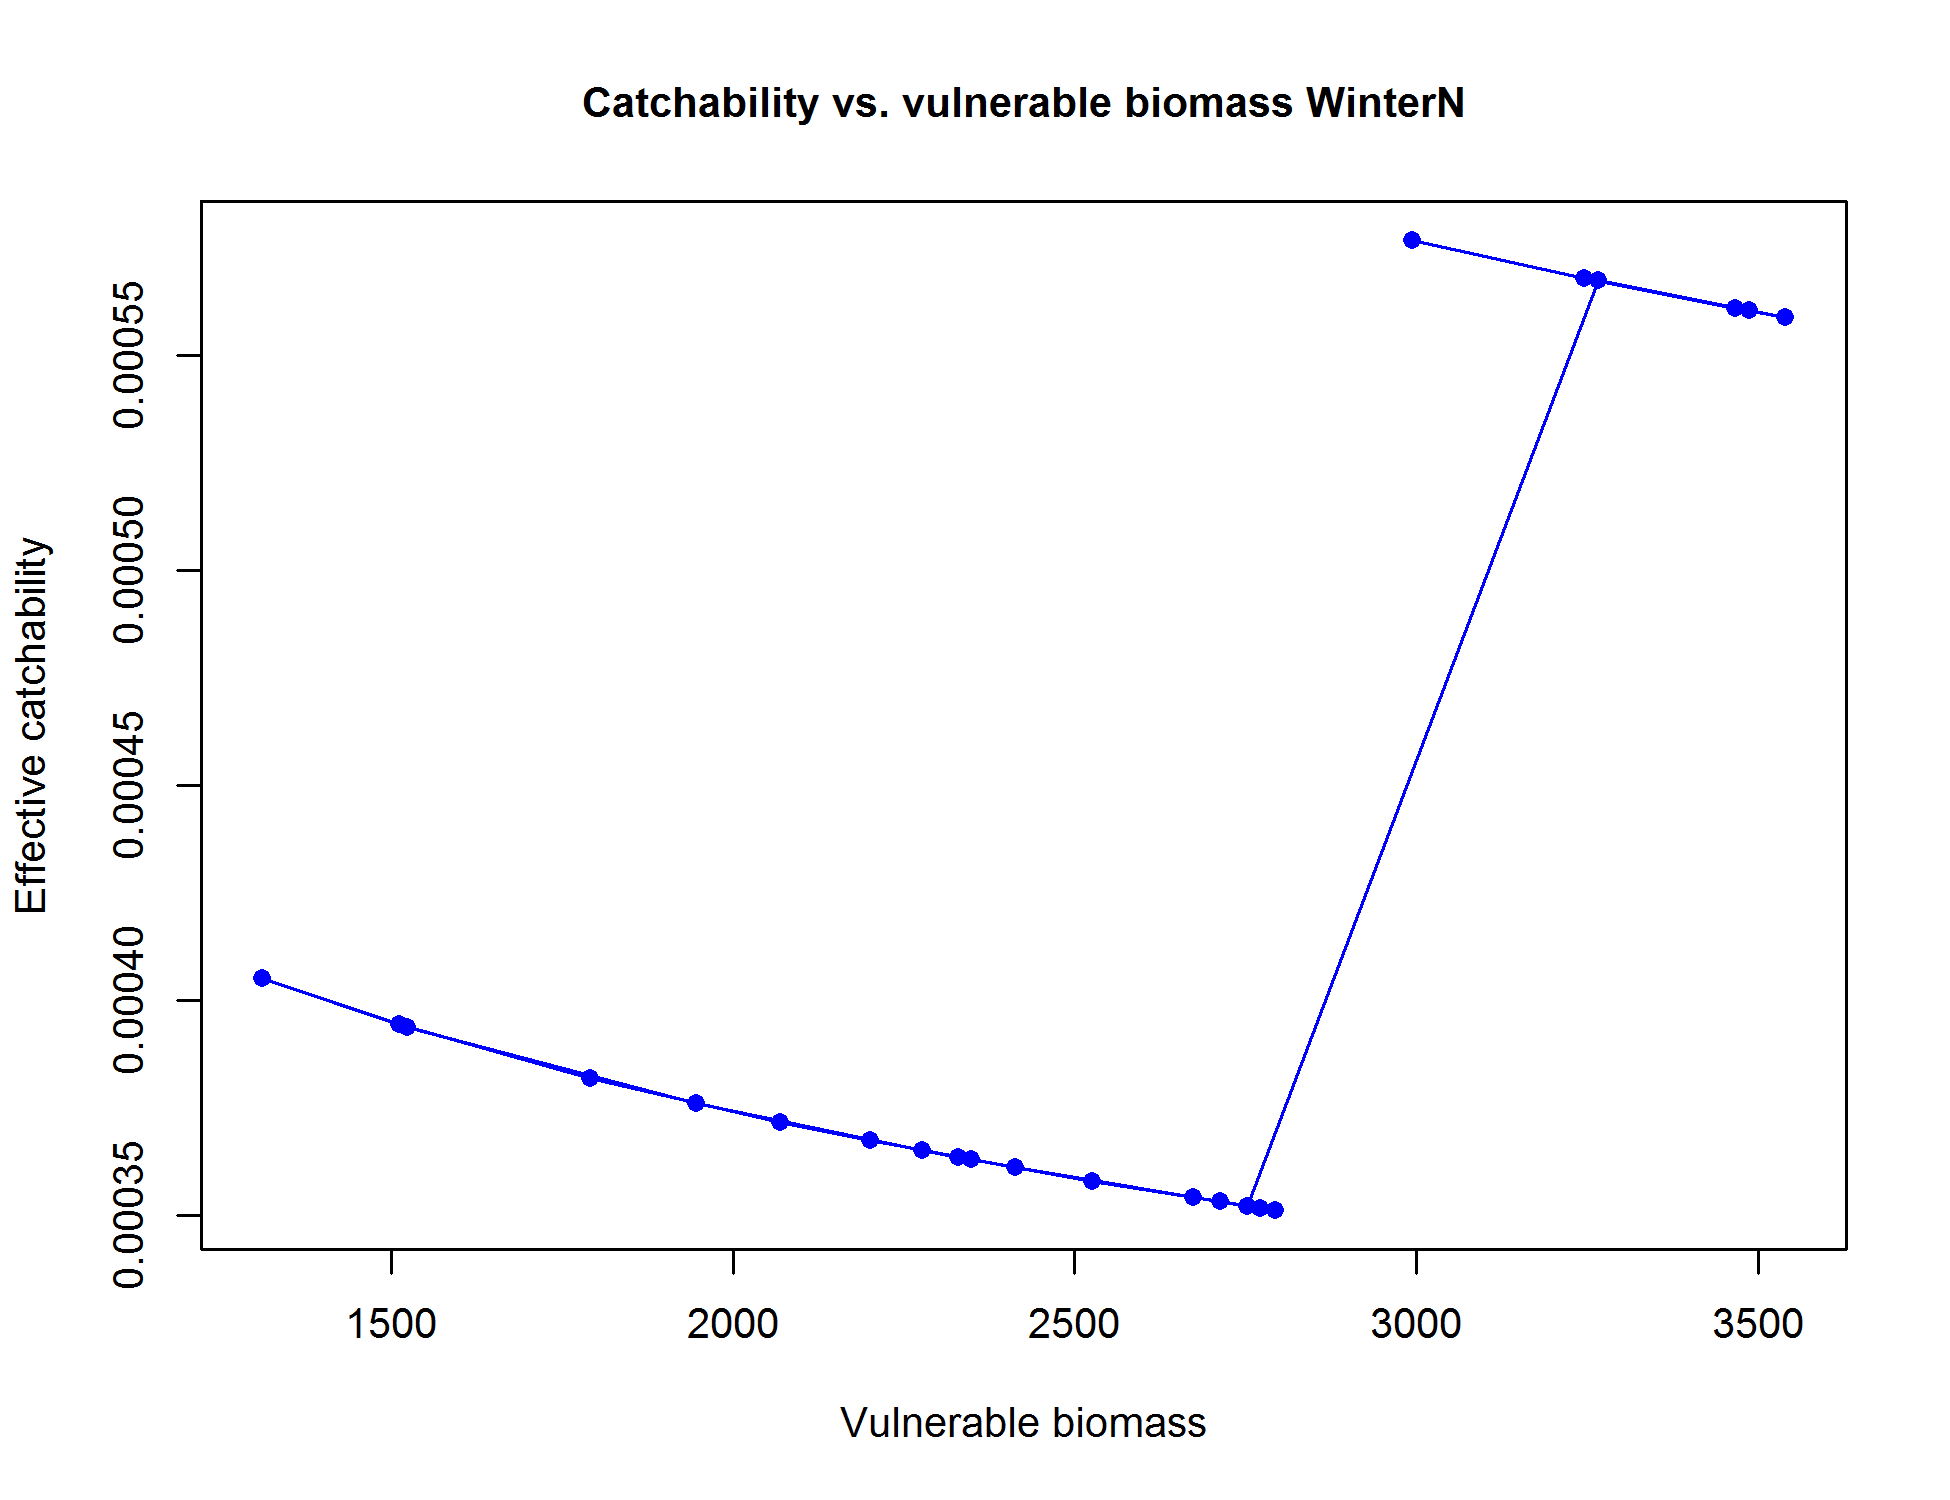 Catchability vs. vulnerable biomass WinterN
Effective catchability
0.00055
0.00050
0.00045
0.00040
0.00035
1500 2000 2500 3000 3500
Vulnerable biomass